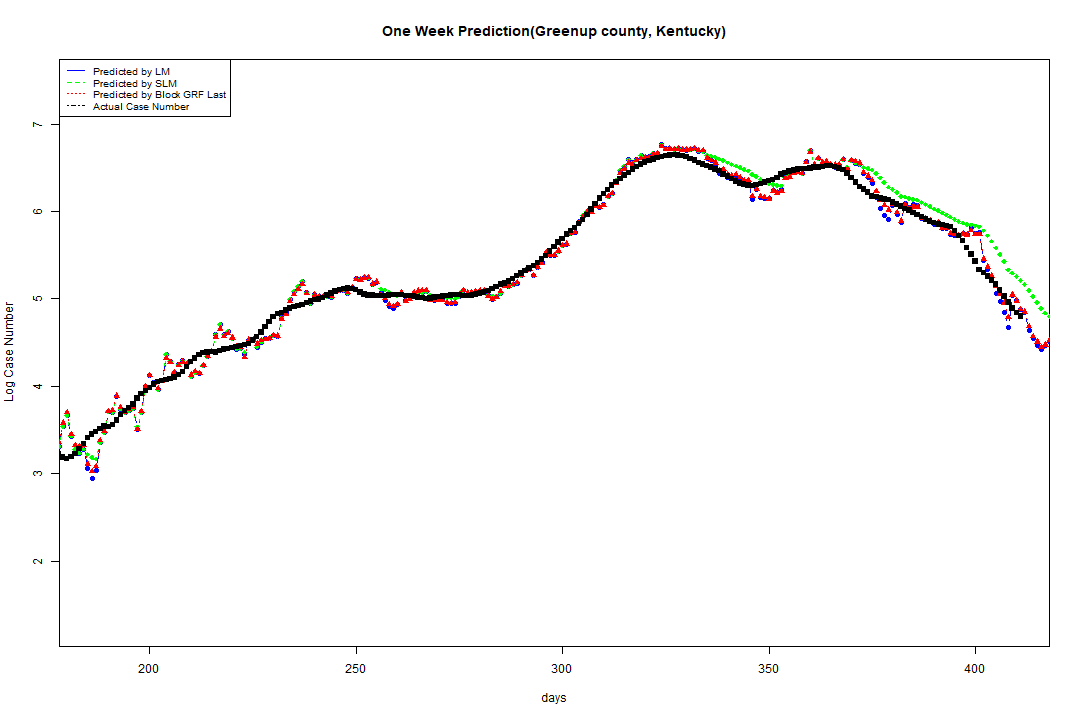 One Week Prediction(Greenup county, Kentucky)
Predicted by LM
Predicted by SLM
Predicted by Block GRF Last
Actual Case Number
7
6
5
4
3
2
Log Case Number
200 250 300 350 400
days